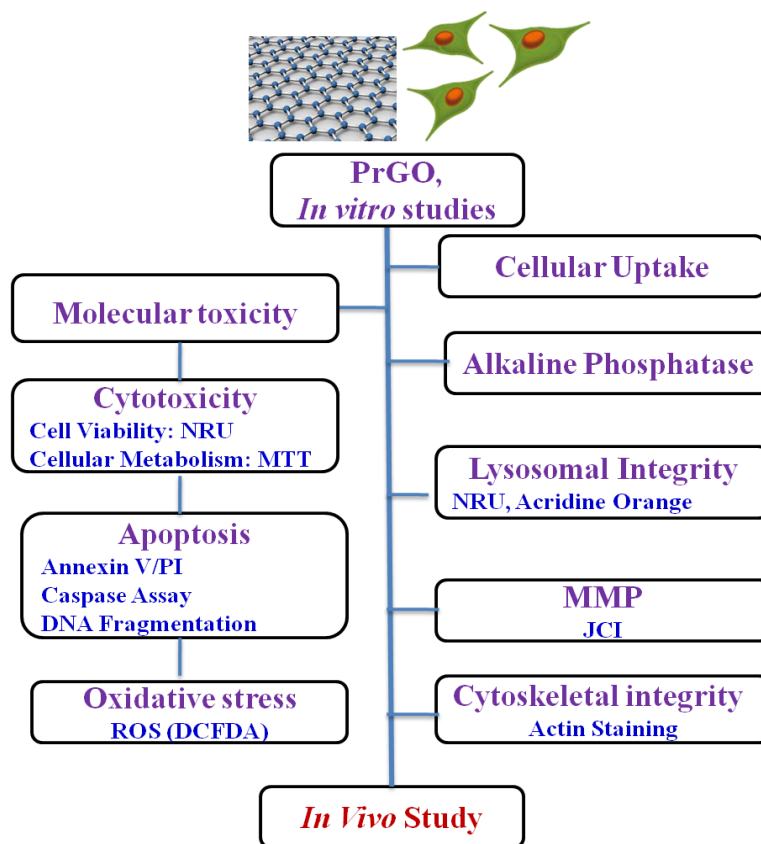 PrGO,
In vitro studies
Cellular Uptake
Molecular toxicity
Alkaline Phosphatase
Cytotoxicity
Cell Viability: NRU
Cellular Metabolism: MTT
Lysosomal Integrity
NRU, Acridine Orange
Apoptosis
Annexin V/PI
Caspase Assay
DNA Fragmentation
MMP
JCI
Oxidative stress
ROS (DCFDA)
Cytoskeletal integrity
Actin Staining
In Vivo Study